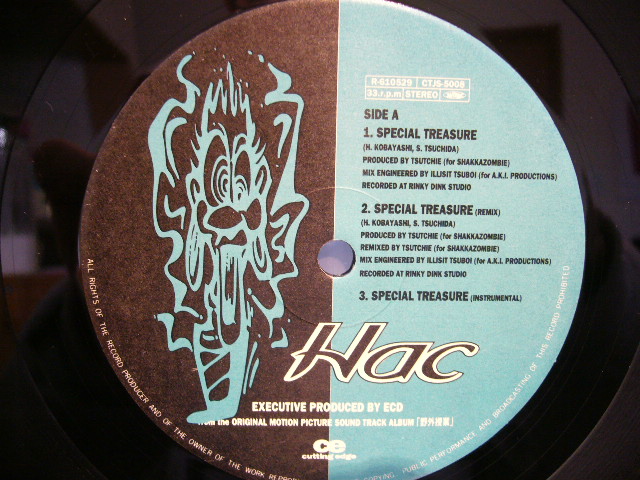 R-610529 CTJS-5008
33.r.p.m STEREO
SIDE A
1. SPECIAL TREASURE
(H. KOBAYASHI, S. TSUCHIDA)
PRODUCED BY TSUTCHIE (for SHAKKAZOMBIE)
MIX ENGINEERED BY ILLISIT TSUBOI (for A.K.I. PRODUCTIONS)
RECORDED AT RINKY DINK STUDIO
2. SPECIAL TREASURE (REMIX)
(H. KOBAYASHI, S. TSUCHIDA)
PRODUCED BY TSUTCHIE (for SHAKKAZOMBIE)
REMIXED BY TSUTCHIE (for SHAKKAZOMBIE)
MIX ENGINEERED BY ILLISIT TSUBOI (for A.K.I. PRODUCTIONS)
RECORDED AT RINKY DINK STUDIO
3. SPECIAL TREASURE (INSTRUMENTAL)
Hac
EXECUTIVE PRODUCED BY ECD
from the ORIGINAL MOTION PICTURE SOUND TRACK ALBUM「野外授業」
ce
cutting edge
ALL RIGHTS OF THE RECORD PRODUCER AND OF THE OWNER OF THE WORK PUBLIC PERFORMANCE AND BROADCASTING OF THIS RECORD PROHIBITED